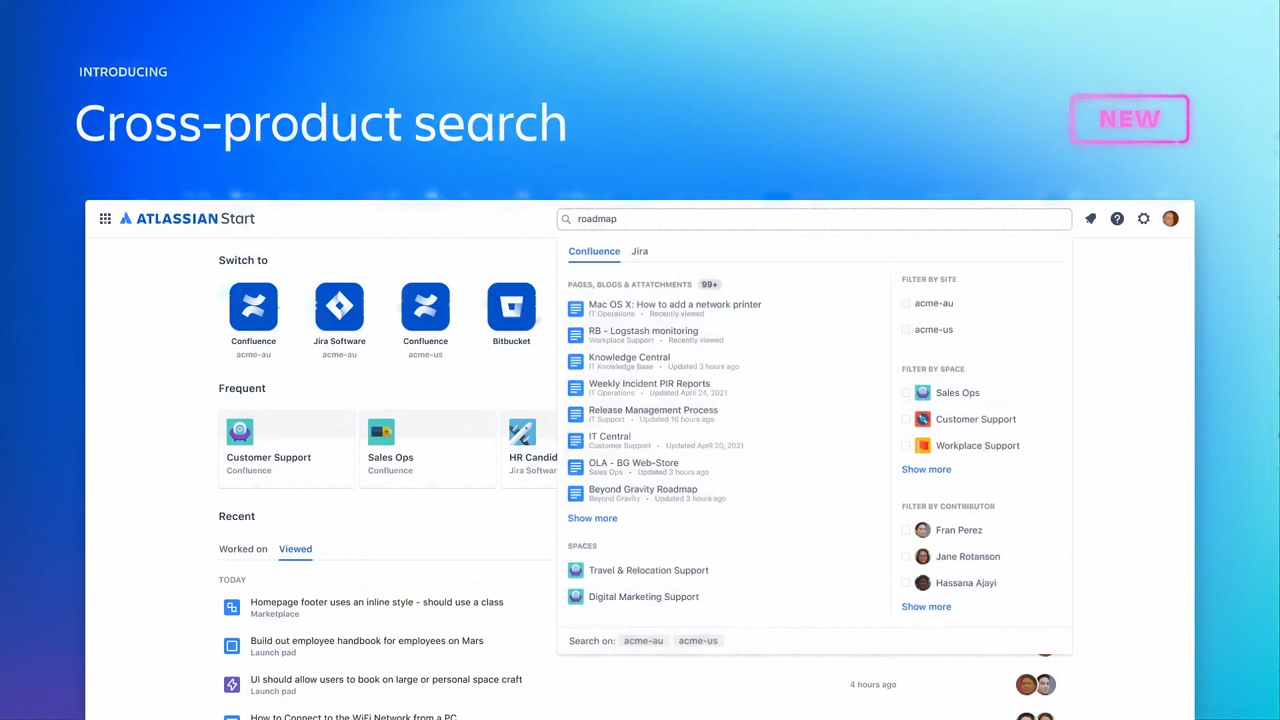 INTRODUCING
Cross-product search
NEW
ATLASSIAN Start
roadmap
Switch to
Confluence
acme-au
Jira Software
acme-au
Confluence
acme-us
Bitbucket
Frequent
Customer Support
Confluence
Sales Ops
Confluence
HR Candid
Jira Softwar
Recent
Worked on
Viewed
TODAY
Homepage footer uses an inline style - should use a class
Marketplace
Build out employee handbook for employees on Mars
Launch pad
UI should allow users to book on large or personal space craft
Launch pad
4 hours ago
How to Connect to the WiFi Network from a PC
Confluence
Jira
PAGES, BLOGS & ATTATCHMENTS 99+
Mac OS X: How to add a network printer
IT Operations • Recently viewed
RB - Logstash monitoring
Workplace Support • Recently viewed
Knowledge Central
IT Knowledge Base • Updated 3 hours ago
Weekly Incident PIR Reports
IT Operations • Updated April 24, 2021
Release Management Process
IT Support • Updated 16 hours ago
IT Central
Customer Support • Updated April 20, 2021
OLA - BG Web-Store
Sales Ops • Updated 3 hours ago
Beyond Gravity Roadmap
Beyond Gravity • Updated 3 hours ago
Show more
SPACES
Travel & Relocation Support
Digital Marketing Support
Search on: acme-au acme-us
FILTER BY SITE
acme-au
acme-us
FILTER BY SPACE
Sales Ops
Customer Support
Workplace Support
Show more
FILTER BY CONTRIBUTOR
Fran Perez
Jane Rotanson
Hassana Ajayi
Show more